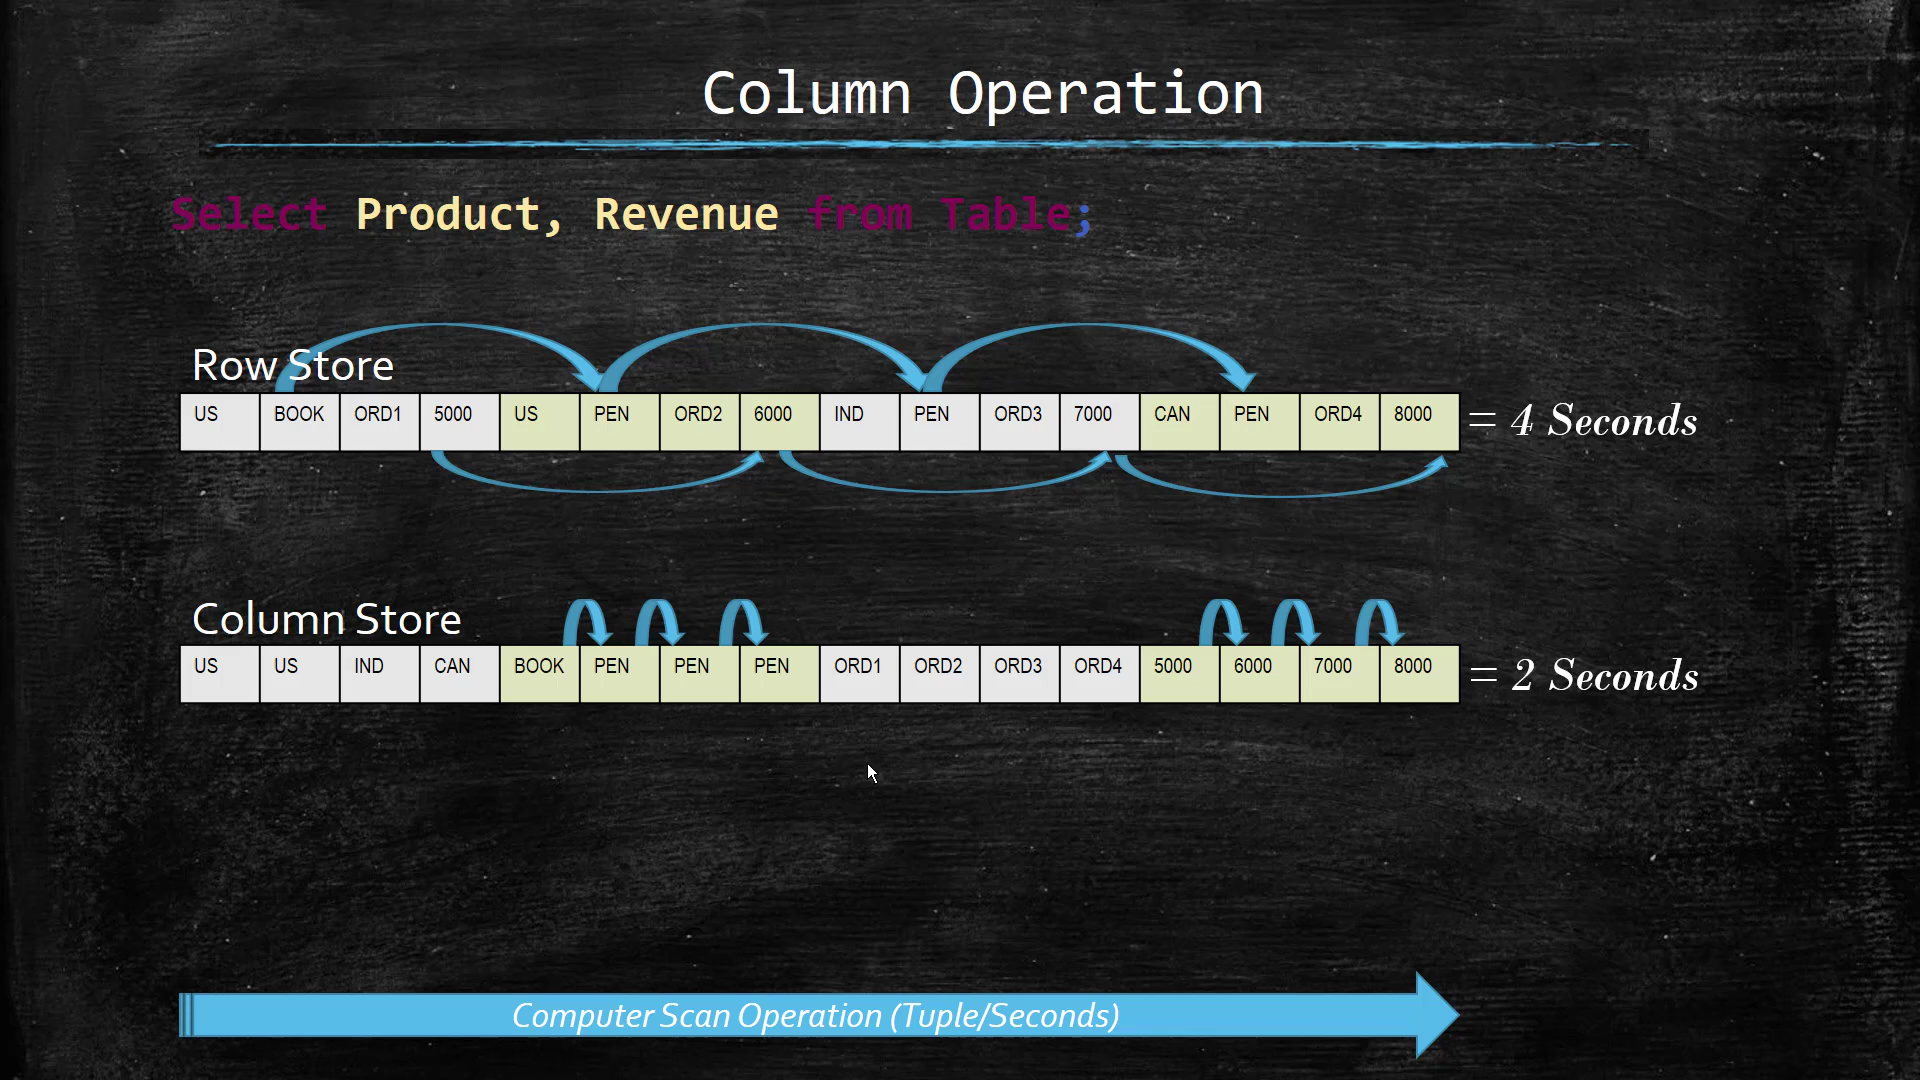 Column Operation
Select Product, Revenue from Table;
Row Store
US BOOK ORD1 5000 US PEN ORD2 6000 IND PEN ORD3 7000 CAN PEN ORD4 8000 = 4 Seconds
Column Store
US US IND CAN BOOK PEN PEN PEN ORD1 ORD2 ORD3 ORD4 5000 6000 7000 8000 = 2 Seconds
Computer Scan Operation (Tuple/Seconds)